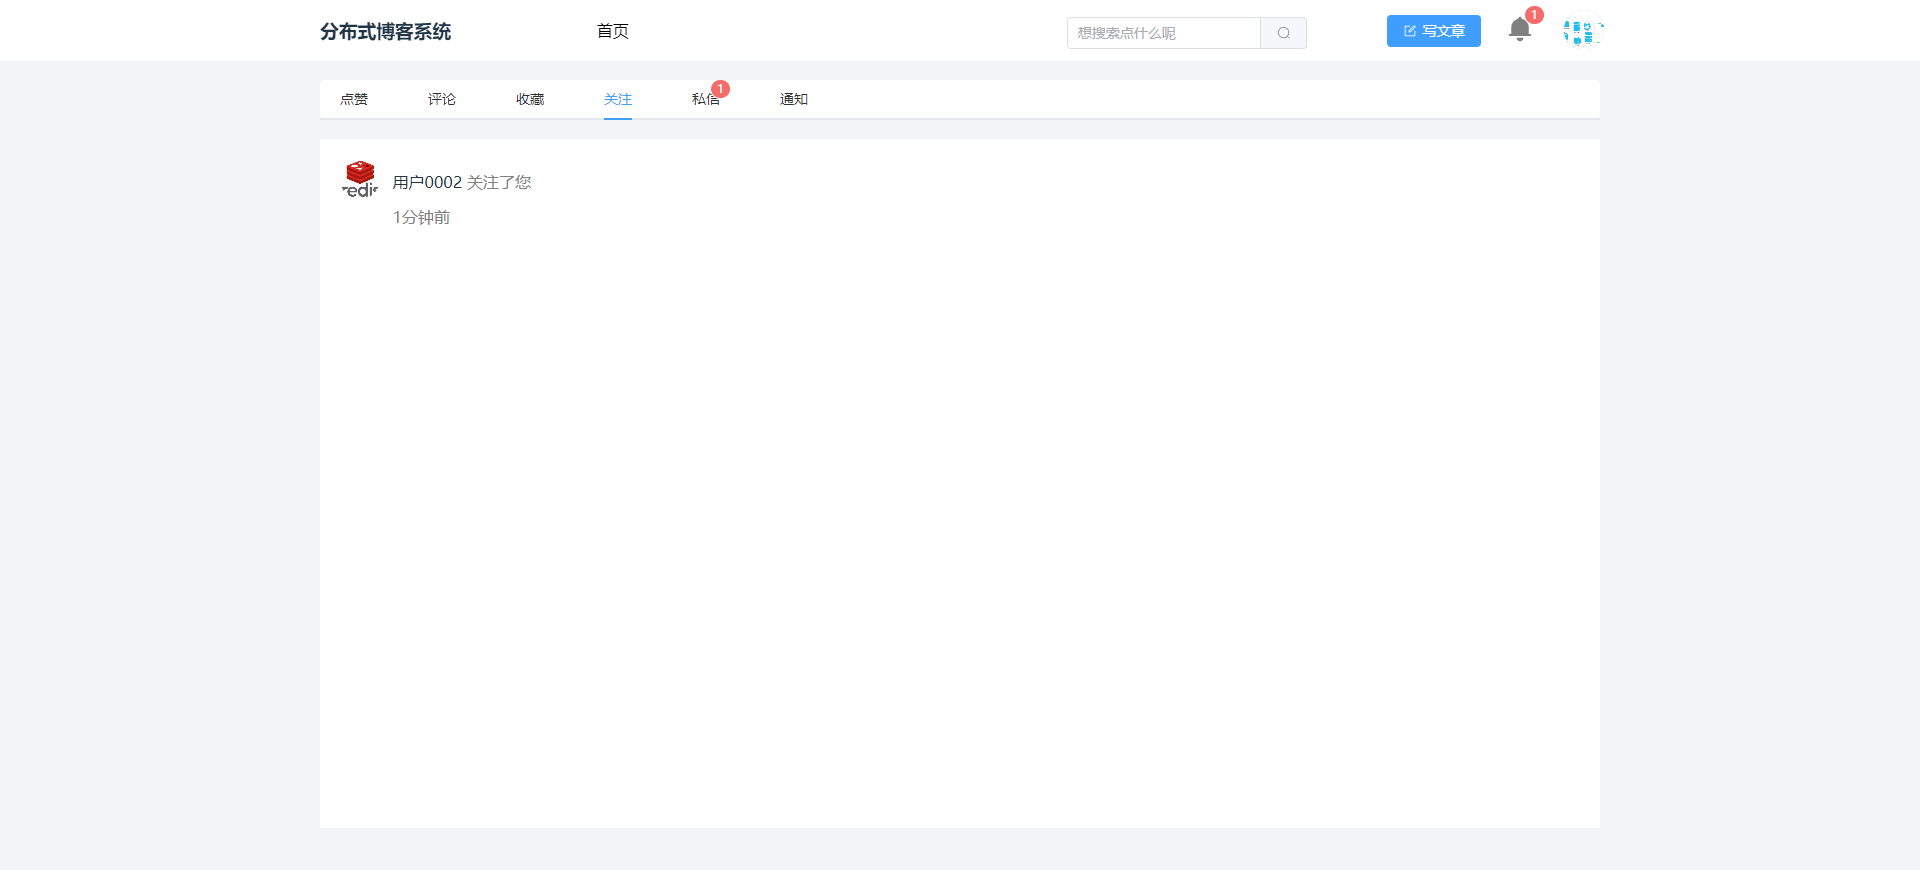 分布式博客系统 首页 想搜索点什么呢 写文章 1
点赞 评论 收藏 关注 私信 1 通知
edi
用户0002 关注了您
1分钟前